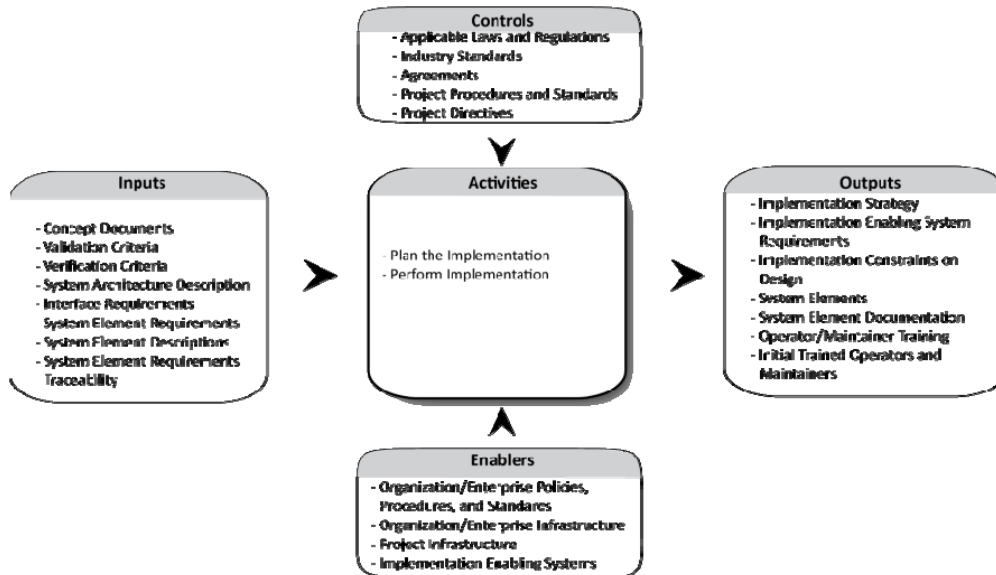 Controls
- Applicable Laws and Regulations
- Industry Standards
- Agreements
- Project Procedures and Standards
- Project Directives
Inputs
- Concept Documents
- Validation Criteria
- Verification Criteria
- System Architecture Description
- Interface Requirements
System Element Requirements
- System Element Descriptions
- System Element Requirements
Traceability
Activities
- Plan the Implementation
- Perform Implementation
Outputs
- Implementation Strategy
- Implementation Enabling System
Requirements
- Implementation Constraints on
Design
- System Elements
- System Element Documentation
- Operator/Maintainer Training
- Initial Trained Operators and
Maintainers
Enablers
- Organization/Enterprise Policies,
Procedures, and Standards
- Organization/Enterprise Infrastructure
- Project Infrastructure
- Implementation Enabling Systems